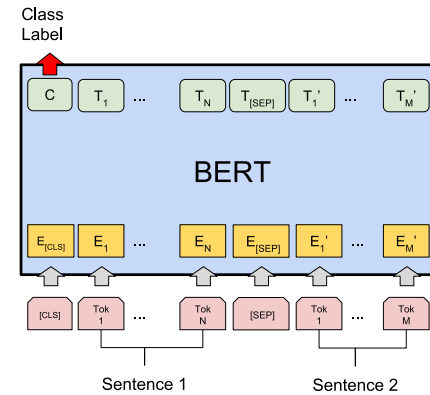 Class
Label
C T1 ... TN T[SEP] T1' ... TM'
BERT
E[CLS] E1 ... EN E[SEP] E1' ... EM'
[CLS] Tok 1 ... Tok N [SEP] Tok 1 ... Tok M
Sentence 1 Sentence 2